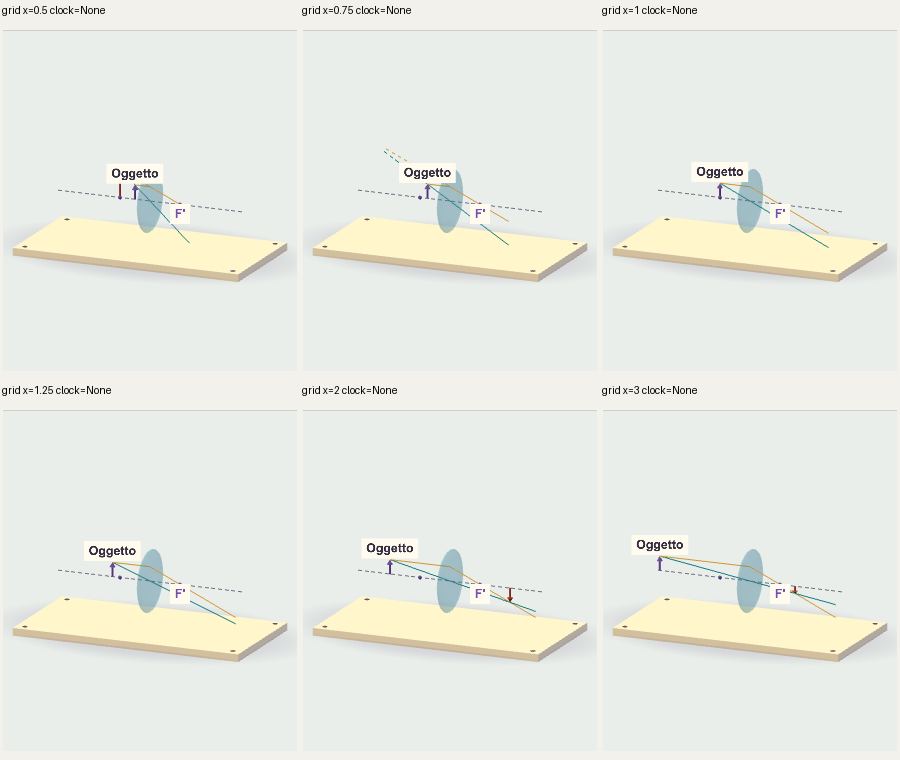 grid x=0.5 clock=None
grid x=0.75 clock=None
grid x=1 clock=None
Oggetto
F'
Oggetto
F'
Oggetto
F'
grid x=1.25 clock=None
grid x=2 clock=None
grid x=3 clock=None
Oggetto
F'
Oggetto
F'
Oggetto
F'